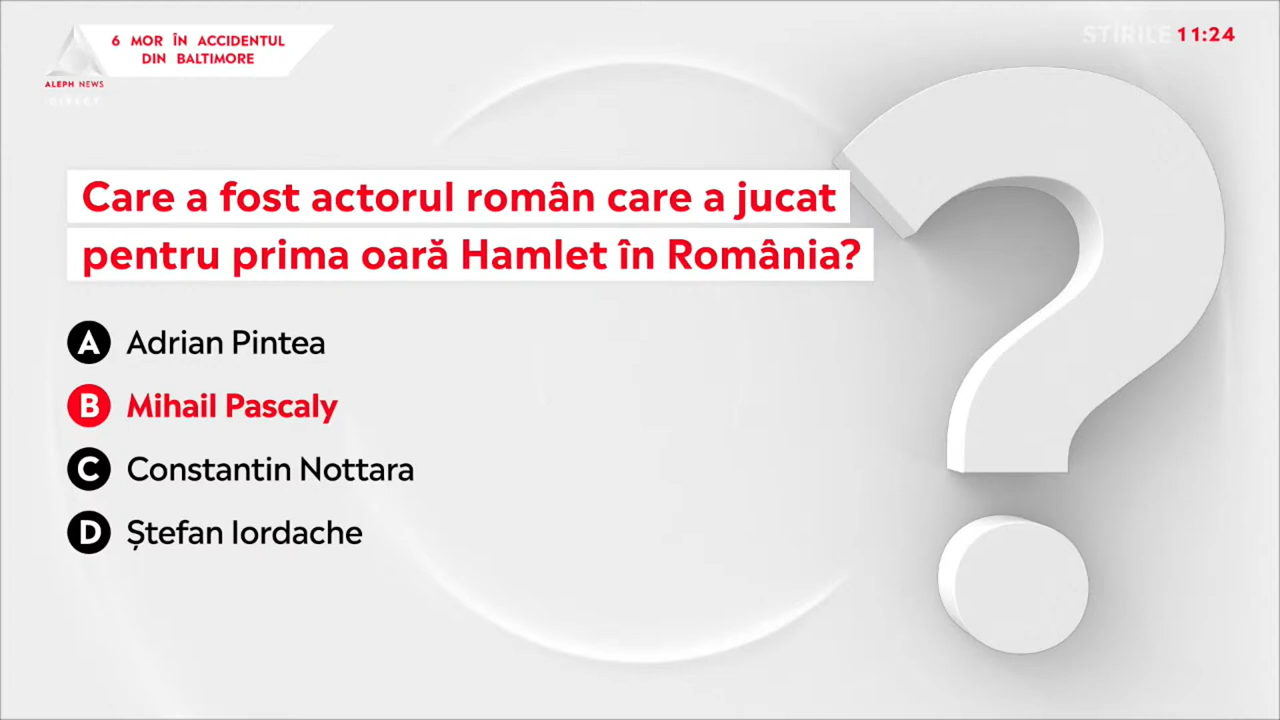 6 MOR ÎN ACCIDENTUL
DIN BALTIMORE
ALEPH NEWS
DIRECT
ȘTIRILE 11:24
Care a fost actorul român care a jucat
pentru prima oară Hamlet în România?
A Adrian Pintea
B Mihail Pascaly
C Constantin Nottara
D Ștefan Iordache